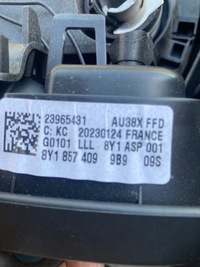 23965431 AU38X FFD
C: KC 20230124 FRANCE
G0101 LLL 8Y1 ASP 001
8Y1 857 409 9B9 09S